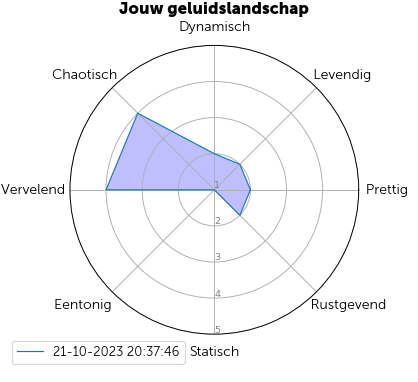 Jouw geluidslandschap
Dynamisch
Chaotisch
Levendig
Vervelend
1
Prettig
2
3
4
Eentonig
Rustgevend
5
21-10-2023 20:37:46
Statisch